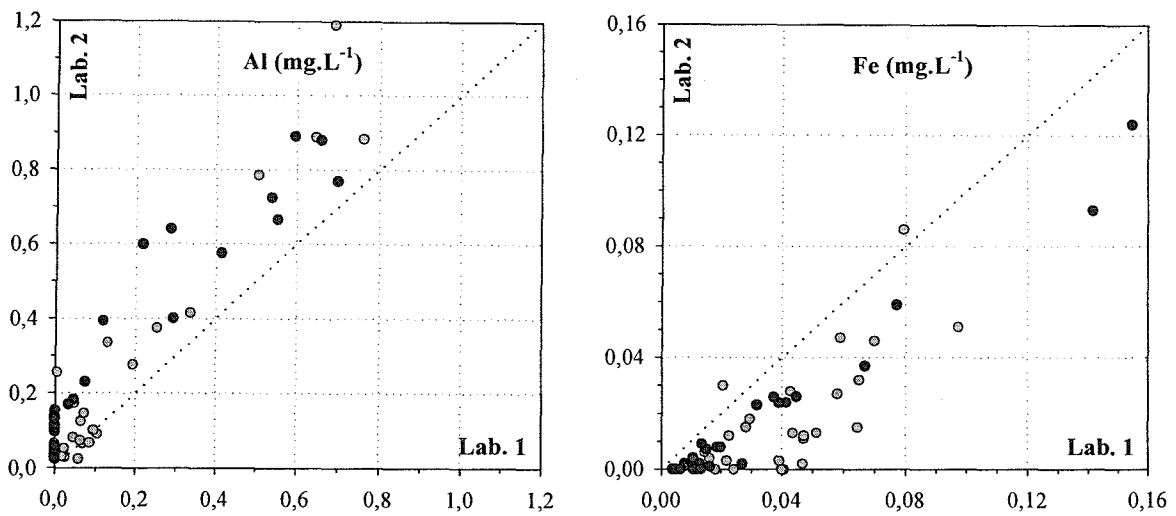 1,2
1,0
0,8
0,6
0,4
0,2
0,0
Lab. 2
Al (mg.L⁻¹)
Lab. 1
0,0 0,2 0,4 0,6 0,8 1,0 1,2
0,16
0,12
0,08
0,04
0,00
Lab. 2
Fe (mg.L⁻¹)
Lab. 1
0,00 0,04 0,08 0,12 0,16